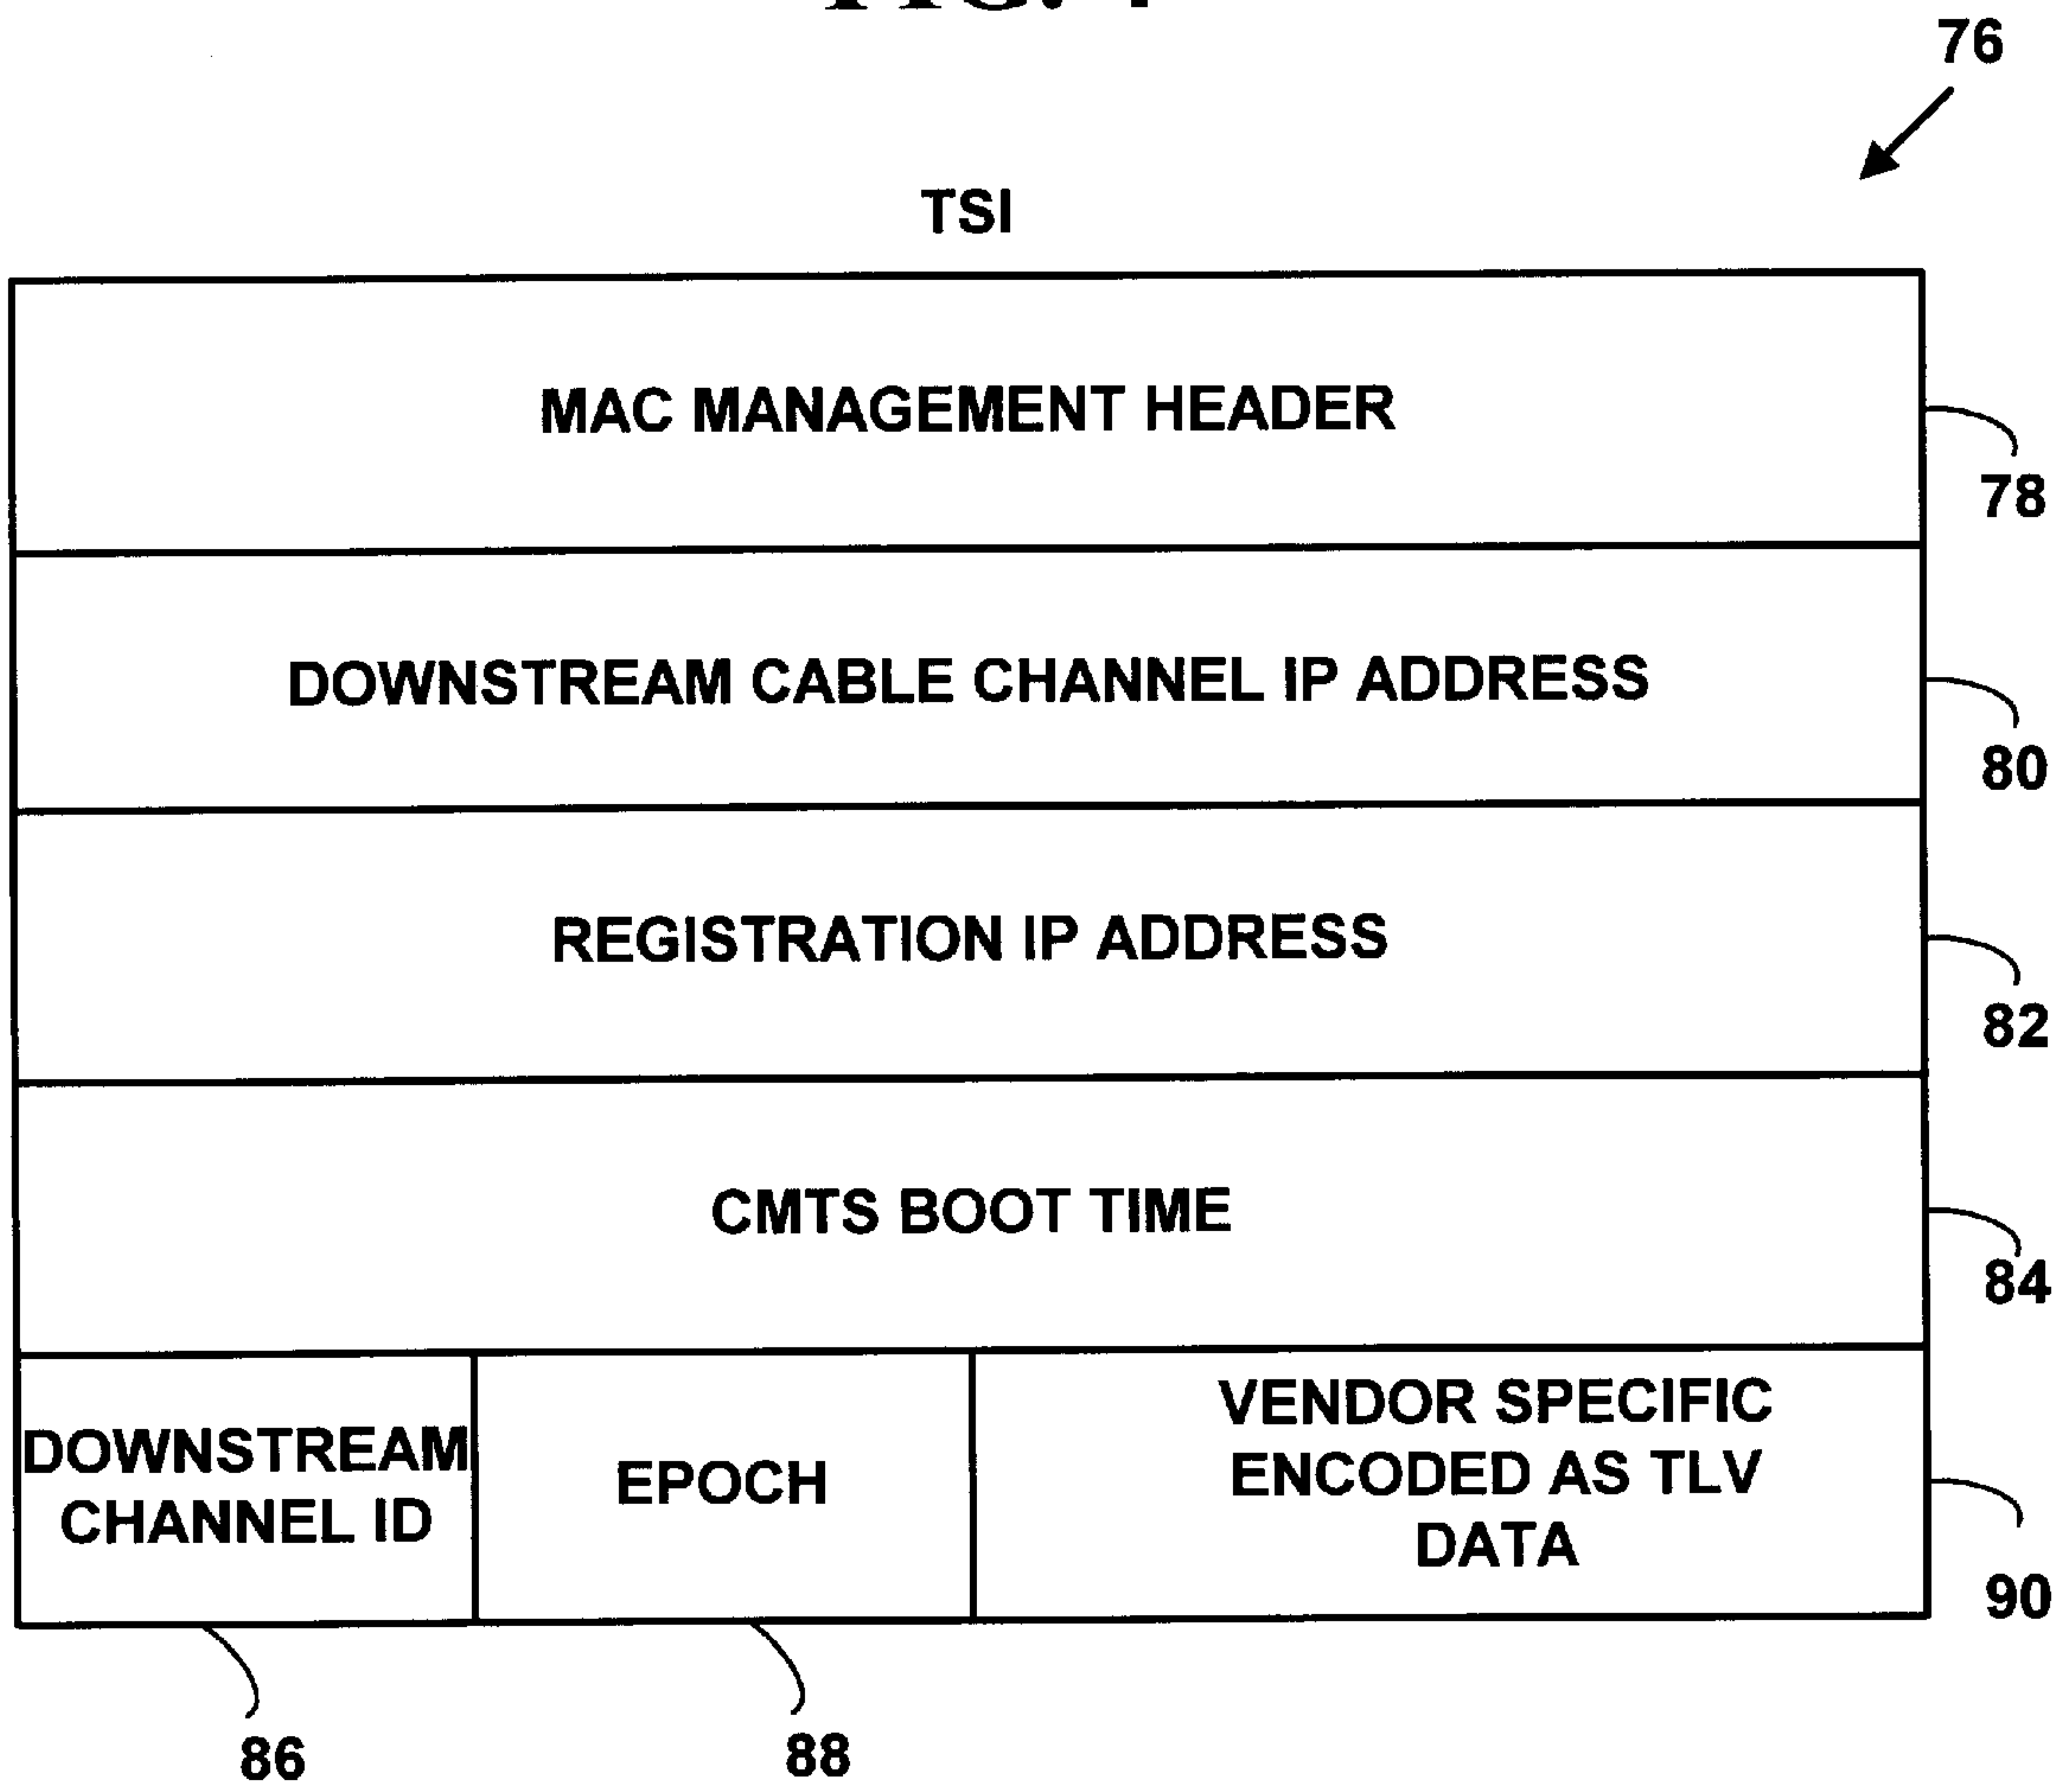 76
TSI
MAC MANAGEMENT HEADER
78
DOWNSTREAM CABLE CHANNEL IP ADDRESS
80
REGISTRATION IP ADDRESS
82
CMTS BOOT TIME
84
DOWNSTREAM
CHANNEL ID
EPOCH
VENDOR SPECIFIC
ENCODED AS TLV
DATA
90
86
88